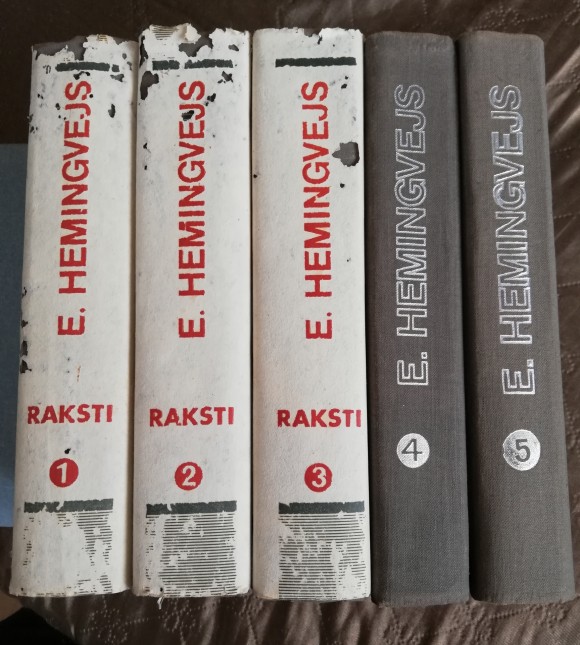 E. HEMINGVEJS
RAKSTI
1
E. HEMINGVEJS
RAKSTI
2
E. HEMINGVEJS
RAKSTI
3
E. HEMINGVEJS
4
E. HEMINGVEJS
5